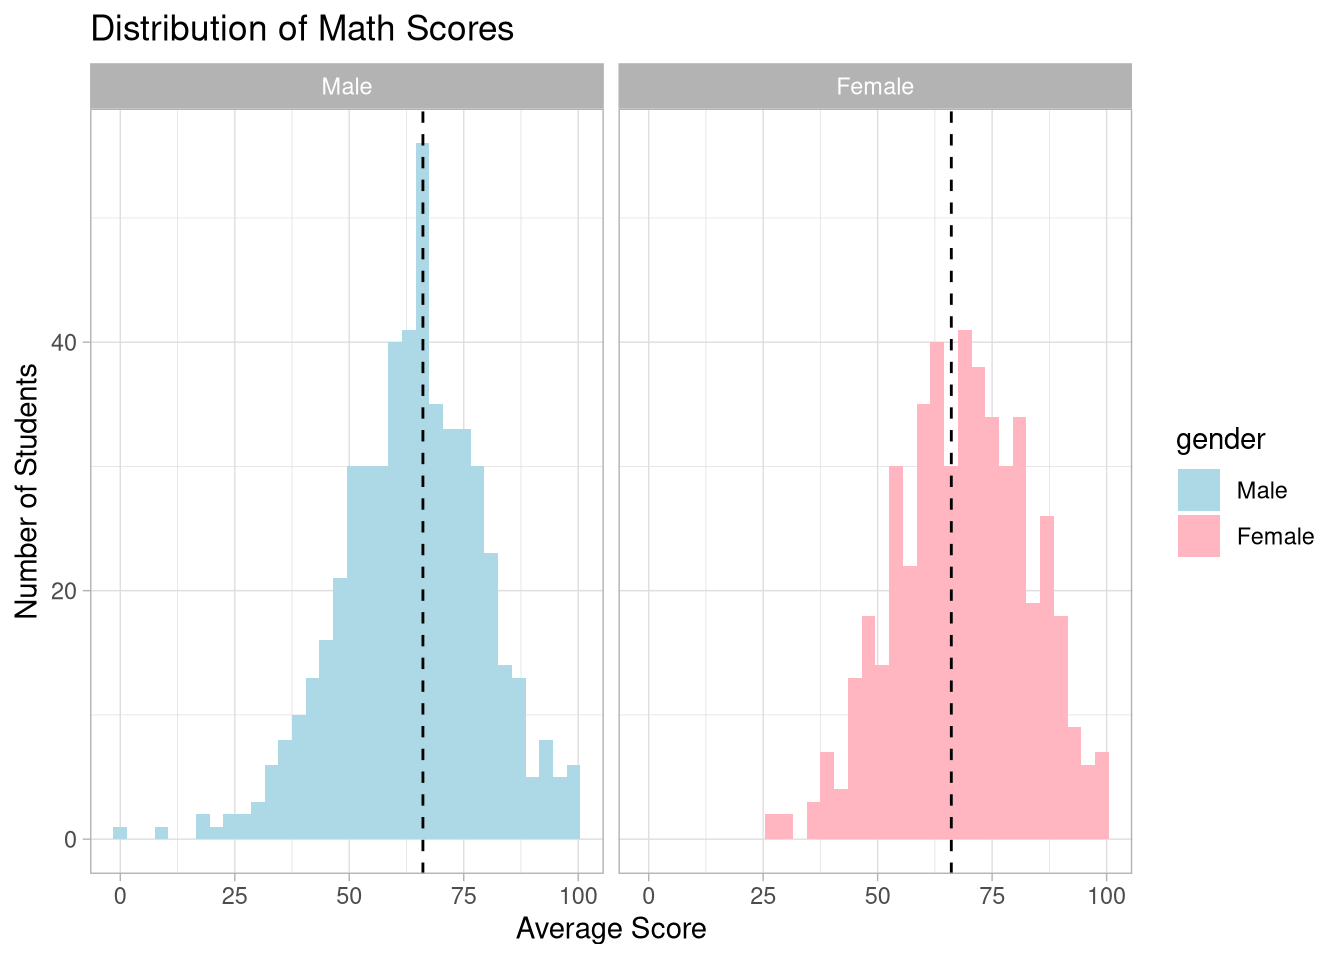 Distribution of Math Scores
Male
Female
Number of Students
40
20
0
0 25 50 75 100
0 25 50 75 100
Average Score
gender
Male
Female